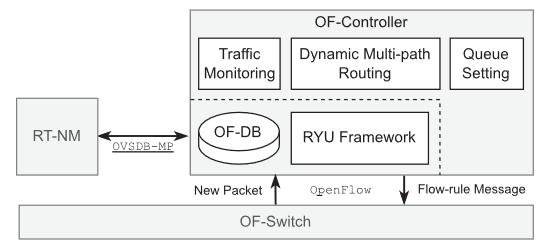 OF-Controller
Traffic
Monitoring
Dynamic Multi-path
Routing
Queue
Setting
RT-NM
OVSDB-MP
OF-DB
RYU Framework
New Packet
OpenFlow
Flow-rule Message
OF-Switch